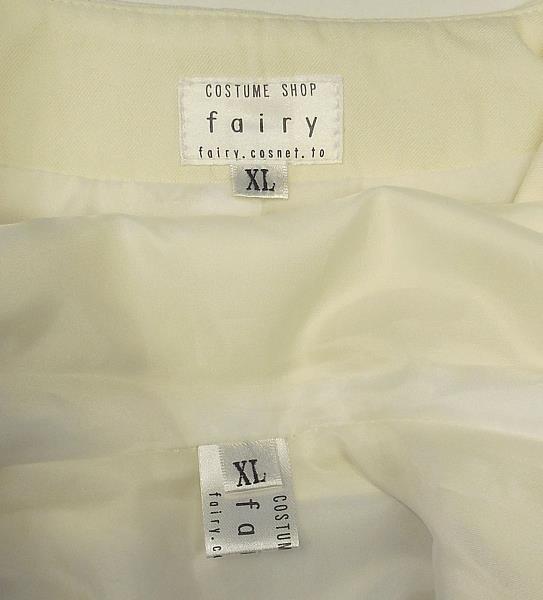 COSTUME SHOP
fairy
fairy.cosnet.to
XL
XL
COSTUM
fa
fairy.c